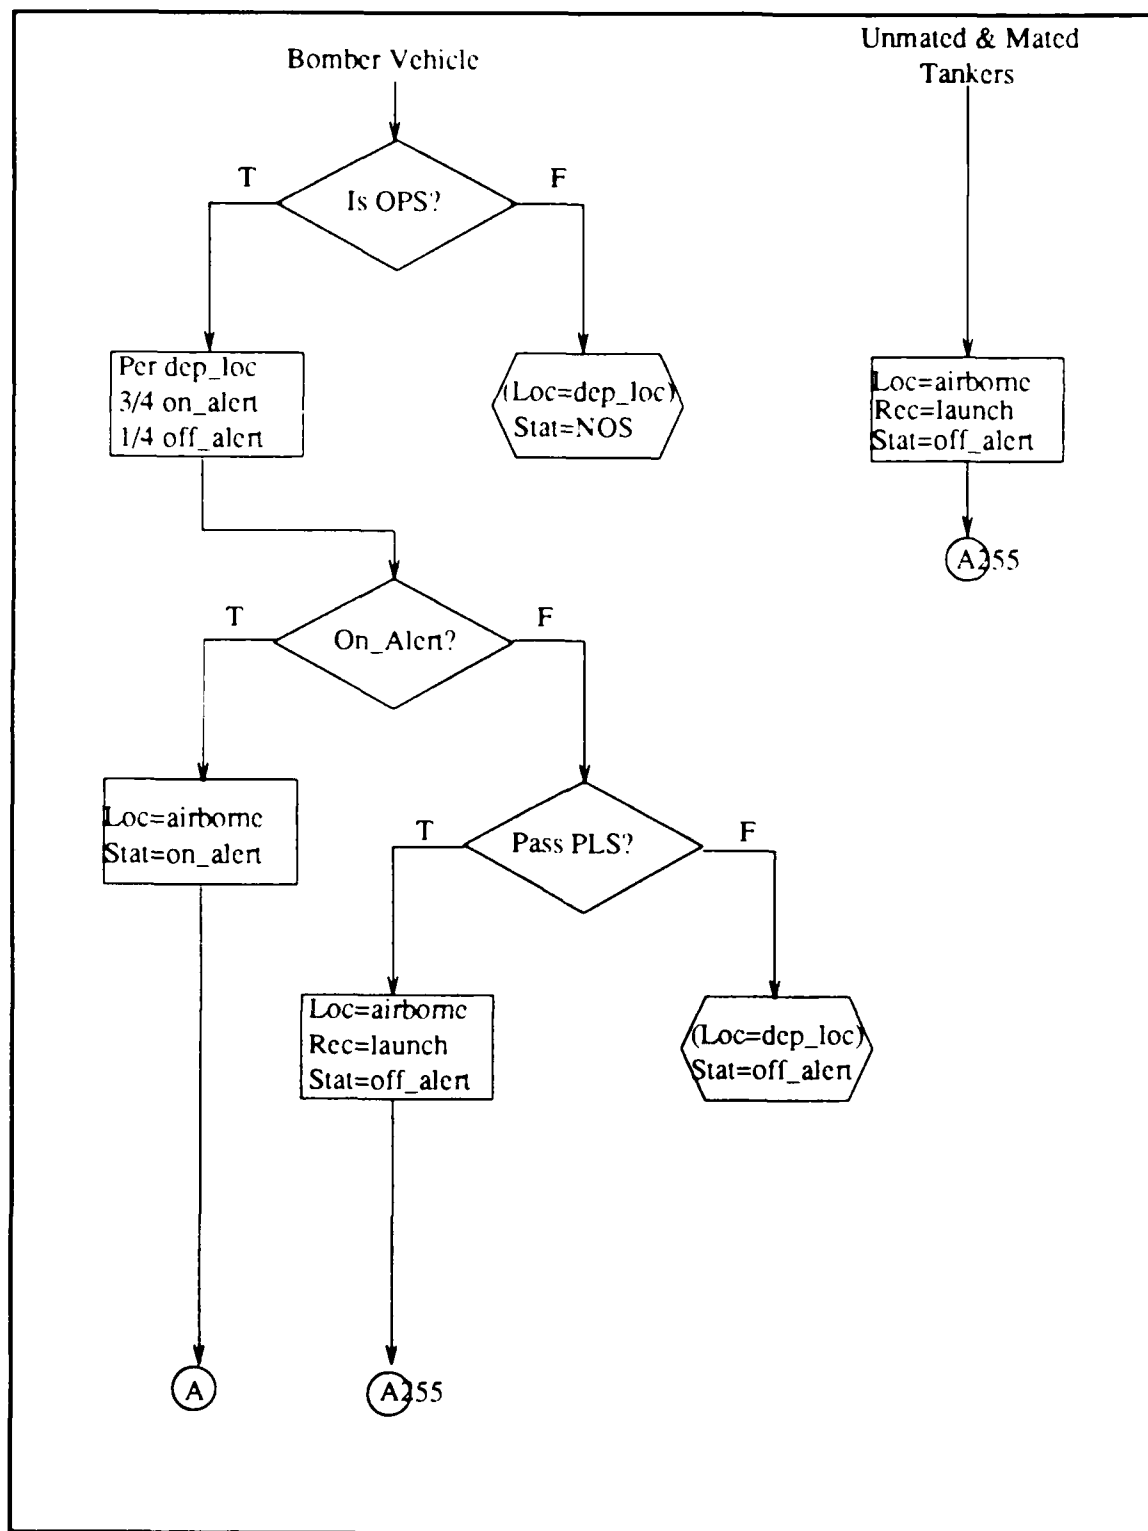 Bomber Vehicle
Unmated & Mated
Tankers
T
F
Is OPS?
Per dep_loc
3/4 on_alert
1/4 off_alert
(Loc=dep_loc)
Stat=NOS
Loc=airborne
Rec=launch
Stat=off_alert
A255
T
F
On_Alert?
Loc=airborne
Stat=on_alert
T
F
Pass PLS?
Loc=airborne
Rec=launch
Stat=off_alert
(Loc=dep_loc)
Stat=off_alert
A
A255